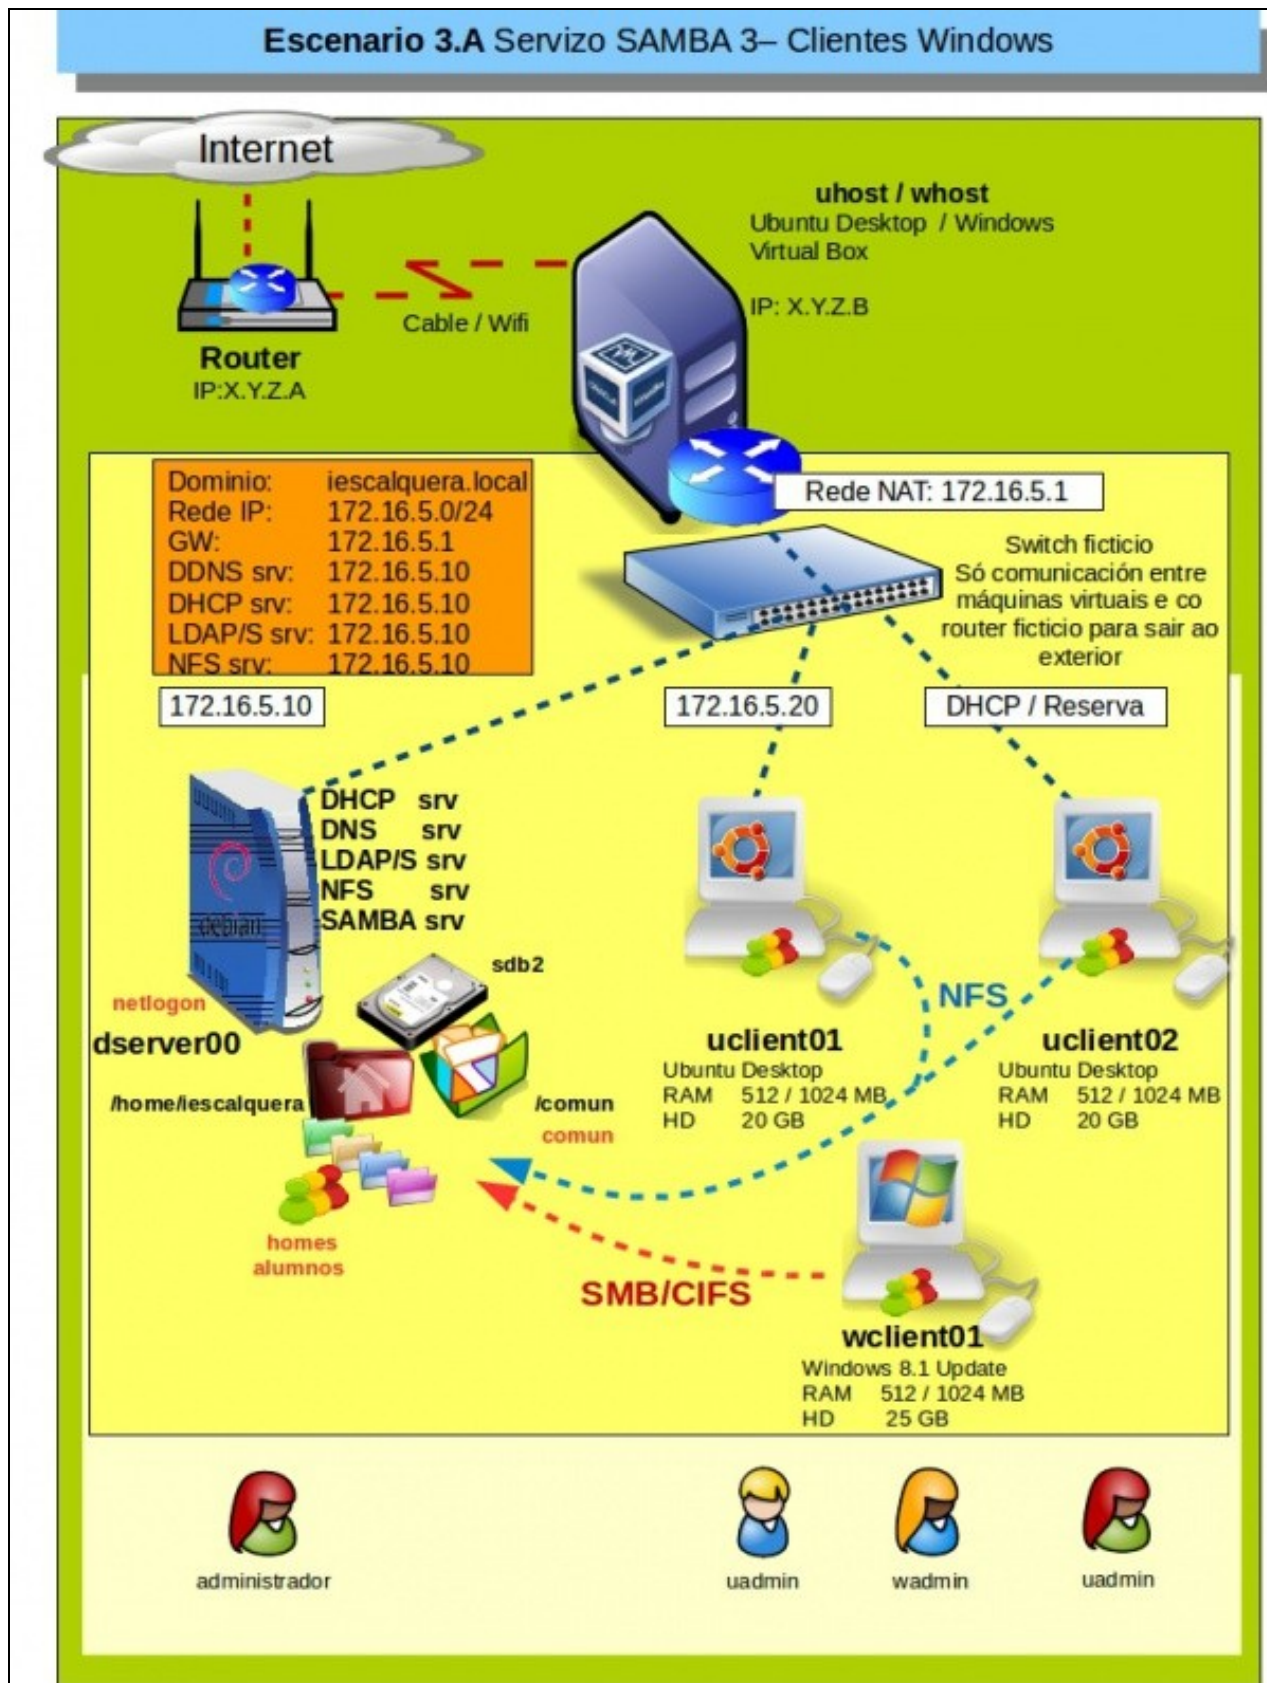 Escenario 3.A Servizo SAMBA 3– Clientes Windows
Internet
uhost / whost
Ubuntu Desktop / Windows
Virtual Box
IP: X.Y.Z.B
Cable / Wifi
Router
IP:X.Y.Z.A
Dominio: iescalquera.local
Rede IP: 172.16.5.0/24
GW: 172.16.5.1
DDNS srv: 172.16.5.10
DHCP srv: 172.16.5.10
LDAP/S srv: 172.16.5.10
NFS srv: 172.16.5.10
Rede NAT: 172.16.5.1
Switch ficticio
Só comunicación entre
máquinas virtuais e co
router ficticio para sair ao
exterior
172.16.5.10
172.16.5.20
DHCP / Reserva
DHCP srv
DNS srv
LDAP/S srv
NFS srv
SAMBA srv
debian
sdb2
netlogon
dserver00
/home/iescalquera
/comun
comun
homes
alumnos
NFS
uclient01
Ubuntu Desktop
RAM 512 / 1024 MB
HD 20 GB
uclient02
Ubuntu Desktop
RAM 512 / 1024 MB
HD 20 GB
SMB/CIFS
wclient01
Windows 8.1 Update
RAM 512 / 1024 MB
HD 25 GB
administrador
uadmin
wadmin
uadmin